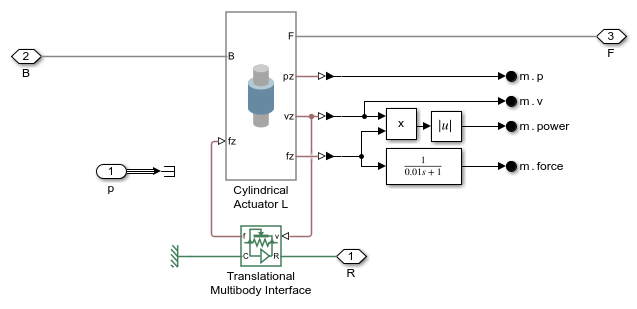 2
B
B
F
3
F
pz
m.p
m.v
vz
x
|u|
m.power
fz
fz
1
0.01s + 1
m.force
1
p
Cylindrical
Actuator L
f
v
C
R
1
R
Translational
Multibody Interface